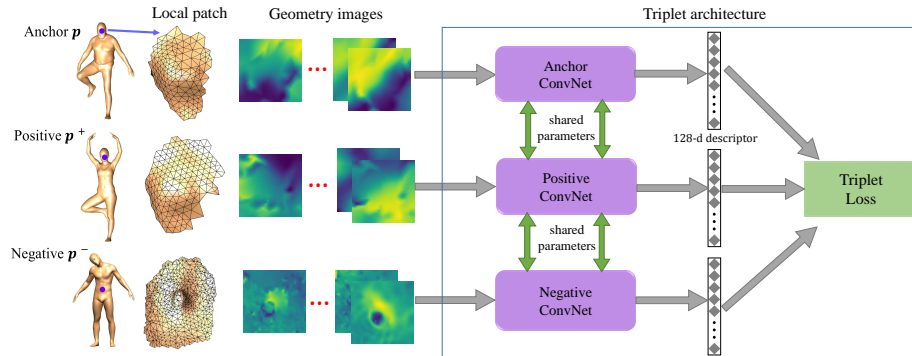 Local patch
Geometry images
Triplet architecture
Anchor p
Anchor
ConvNet
shared
parameters
128-d descriptor
Positive p +
Positive
ConvNet
Triplet
Loss
shared
parameters
Negative p −
Negative
ConvNet